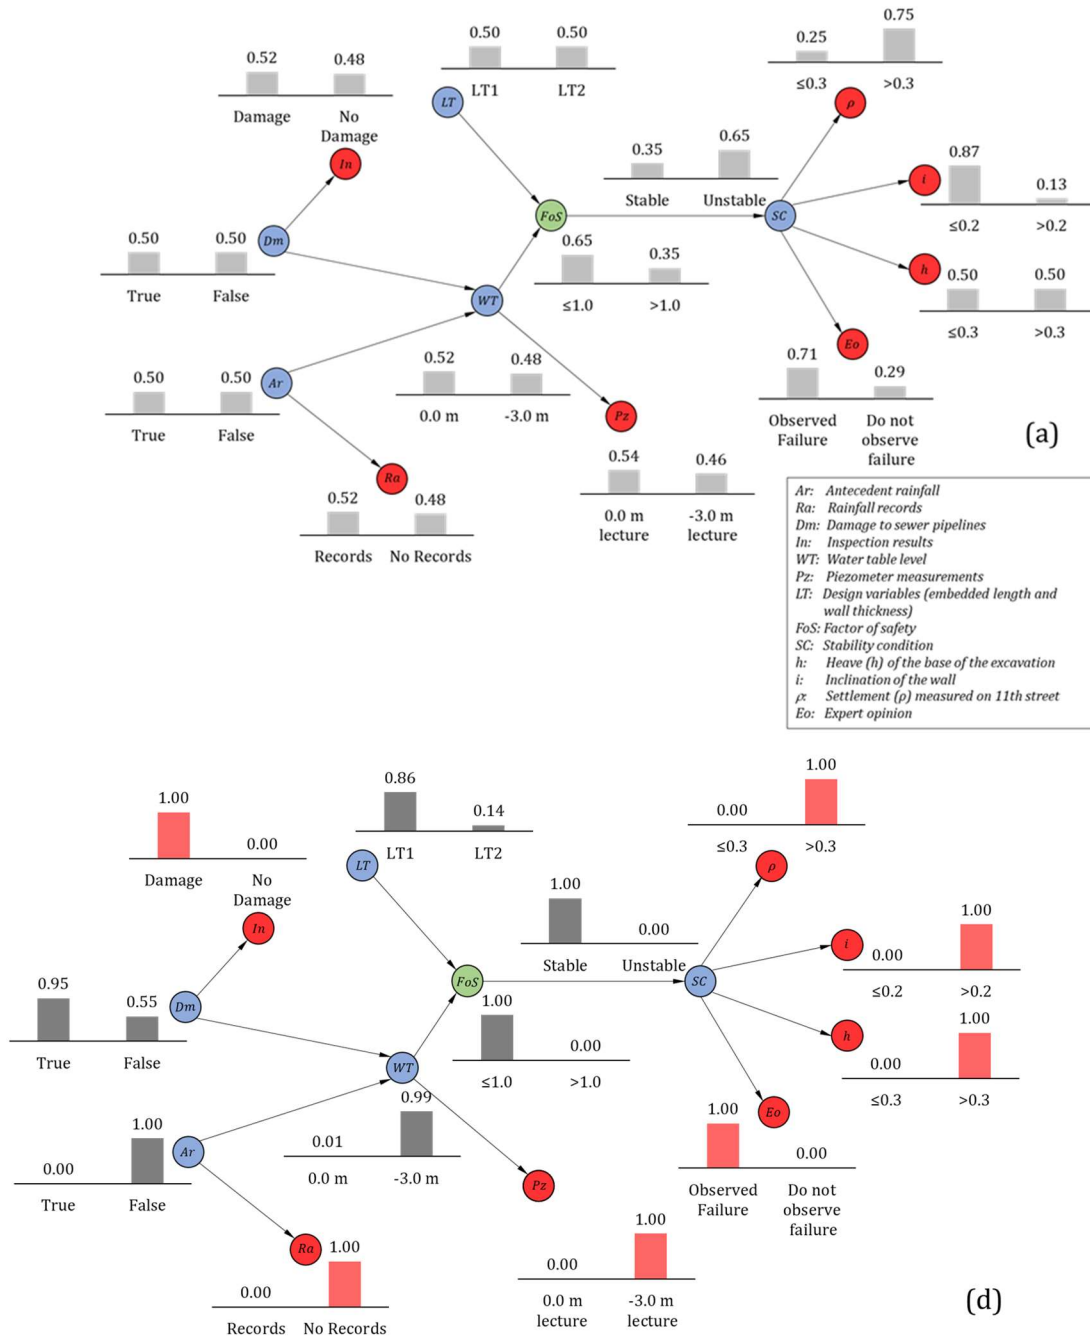 0.52 0.48
Damage No
Damage
In
0.50 0.50
LT1 LT2
LT
0.25 0.75
≤0.3 >0.3
ρ
0.35 0.65
Stable Unstable
0.87 0.13
≤0.2 >0.2
i
0.50 0.50
True False
Dm
FoS
SC
0.65 0.35
≤1.0 >1.0
h
0.50 0.50
≤0.3 >0.3
WT
0.52 0.48
0.0 m -3.0 m
Eo
0.71 0.29
Observed Do not
Failure observe
failure
0.50 0.50
True False
Ar
Pz
0.54 0.46
0.0 m -3.0 m
lecture lecture
Ra
0.52 0.48
Records No Records
(a)
Ar: Antecedent rainfall
Ra: Rainfall records
Dm: Damage to sewer pipelines
In: Inspection results
WT: Water table level
Pz: Piezometer measurements
LT: Design variables (embedded length and
wall thickness)
FoS: Factor of safety
SC: Stability condition
h: Heave (h) of the base of the excavation
i: Inclination of the wall
ρ: Settlement (ρ) measured on 11th street
Eo: Expert opinion
1.00 0.00
Damage No
Damage
In
0.86 0.14
LT1 LT2
LT
0.00 1.00
≤0.3 >0.3
ρ
1.00 0.00
Stable Unstable
0.00 1.00
≤0.2 >0.2
i
0.95 0.55
True False
Dm
FoS
SC
1.00 0.00
≤1.0 >1.0
h
0.00 1.00
≤0.3 >0.3
WT
0.01 0.99
0.0 m -3.0 m
Eo
1.00 0.00
Observed Do not
Failure observe
failure
0.00 1.00
True False
Ar
Pz
0.00 1.00
0.0 m -3.0 m
lecture lecture
Ra
0.00 1.00
Records No Records
(d)